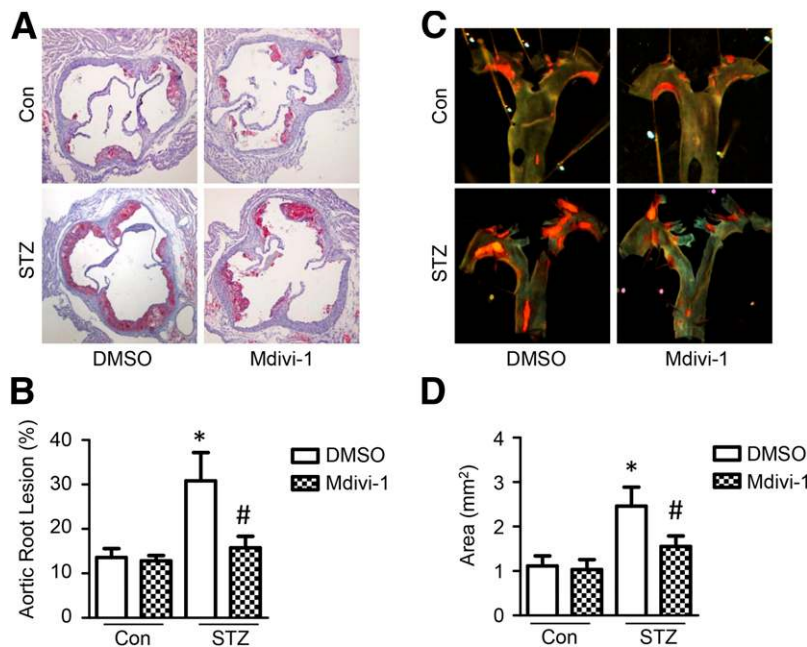 A
Con
STZ
DMSO
Mdivi-1
B
Aortic Root Lesion (%)
40
30
20
10
0
*
#
DMSO
Mdivi-1
Con
STZ
C
Con
STZ
DMSO
Mdivi-1
D
Area (mm²)
4
3
2
1
0
*
#
DMSO
Mdivi-1
Con
STZ